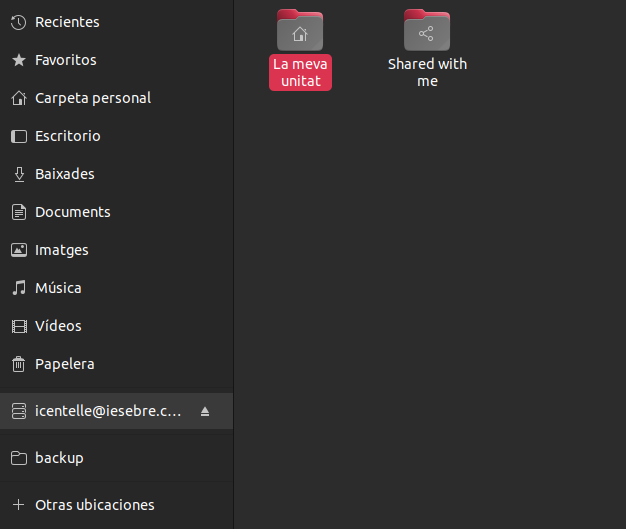 Recientes
Favoritos
Carpeta personal
Escritorio
Baixades
Documents
Imatges
Música
Vídeos
Papelera
icentelle@iesebre.c...
backup
Otras ubicaciones
La meva
unitat
Shared with
me